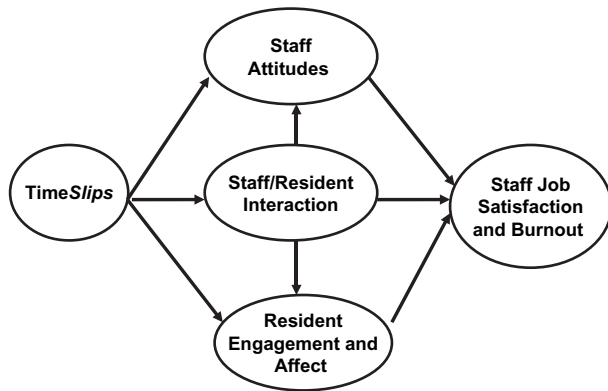 Staff
Attitudes
TimeSlips
Staff/Resident
Interaction
Staff Job
Satisfaction
and Burnout
Resident
Engagement and
Affect